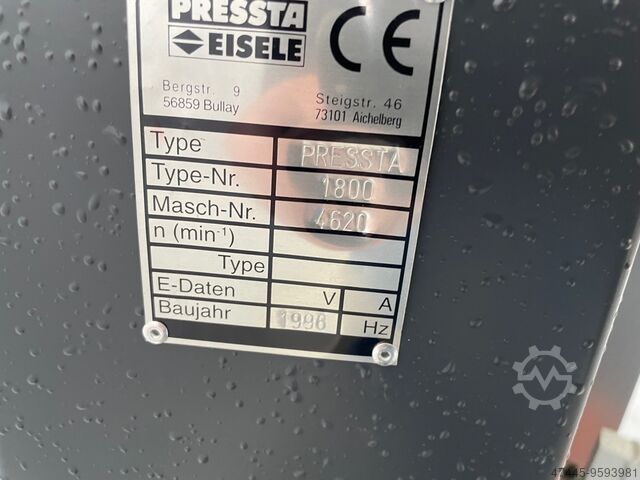 PRESSTA
EISELE
CE
Bergstr. 9
56859 Bullay
Steigstr. 46
73101 Aichelberg
Type PRESSTA
Type-Nr. 1800
Masch-Nr. 4620
n (min-1)
Type
E-Daten V A
Baujahr 1998 Hz
47445-9593981